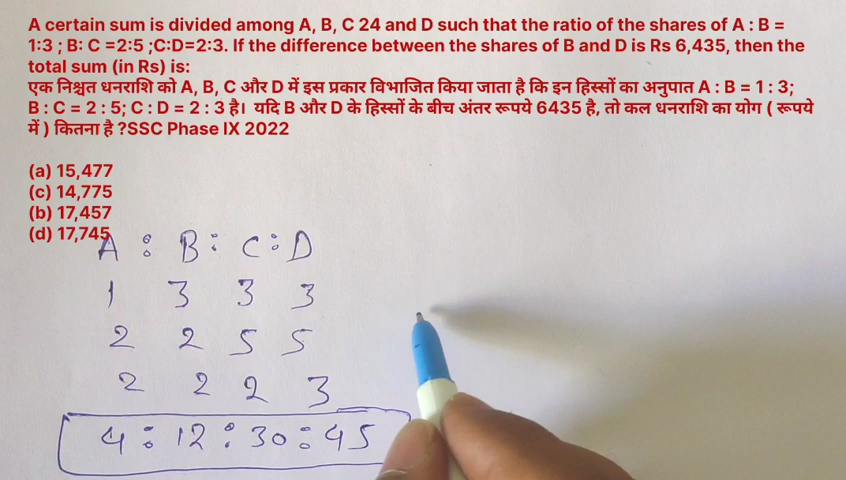 A certain sum is divided among A, B, C 24 and D such that the ratio of the shares of A : B =
1:3 ; B: C =2:5 ;C:D=2:3. If the difference between the shares of B and D is Rs 6,435, then the
total sum (in Rs) is:
एक निश्चत धनराशि को A, B, C और D में इस प्रकार विभाजित किया जाता है कि इन हिस्सों का अनुपात A : B = 1 : 3;
B : C = 2 : 5; C : D = 2 : 3 है। यदि B और D के हिस्सों के बीच अंतर रूपये 6435 है, तो कल धनराशि का योग ( रूपये
में ) कितना है ?SSC Phase IX 2022
(a) 15,477
(c) 14,775
(b) 17,457
(d) 17,745
A : B : C : D
1 3 3 3
2 2 5 5
2 2 2 3
4 : 12 : 30 : 45